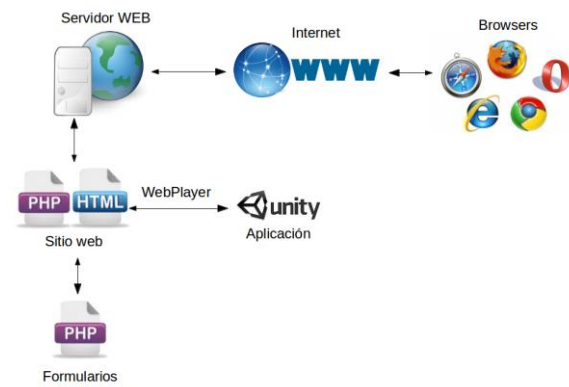 Servidor WEB
Internet
Browsers
WWW
PHP
HTML
WebPlayer
unity
Sitio web
Aplicación
PHP
Formularios